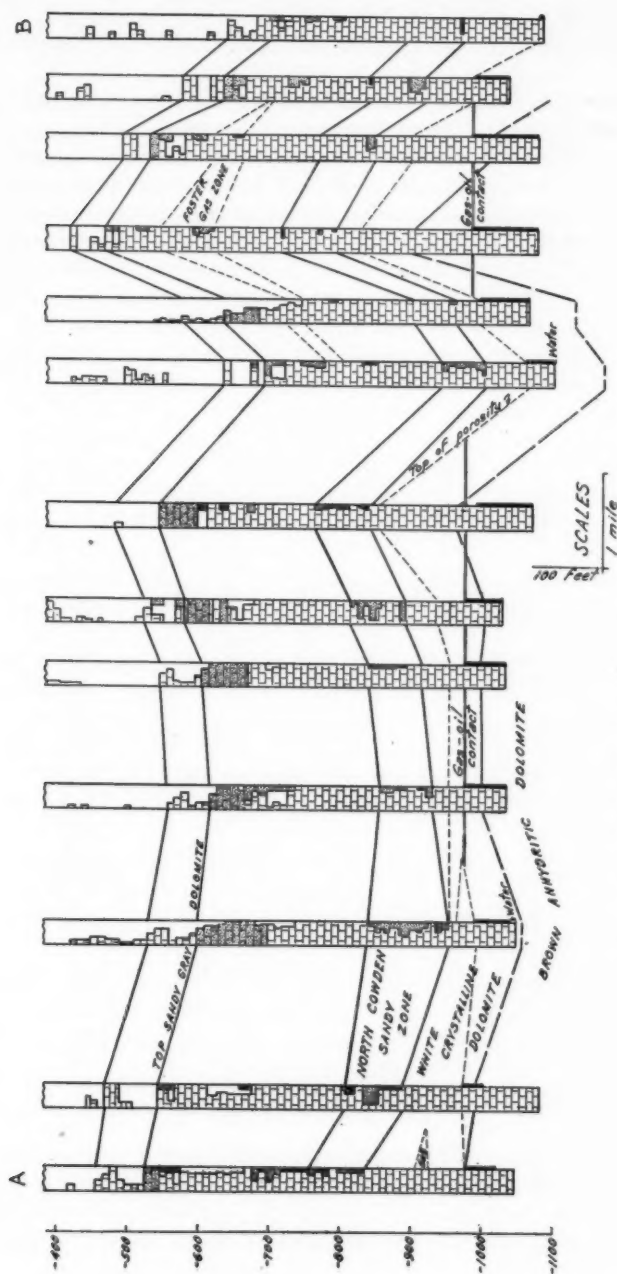 A
B
-400
-500
-600
-700
-800
-900
-1000
-1100
TOP SANDY GRAY DOLOMITE
NORTH COWDEN
SANDY
ZONE
WHITE
CRYSTALLINE
DOLOMITE
BROWN ANHYDRITIC DOLOMITE
Gas
Water
Gas-oil
contact
Top of porosity?
Water
FOSTER
GAS ZONE
Gas-oil
contact
SCALES
100 Feet
1 mile